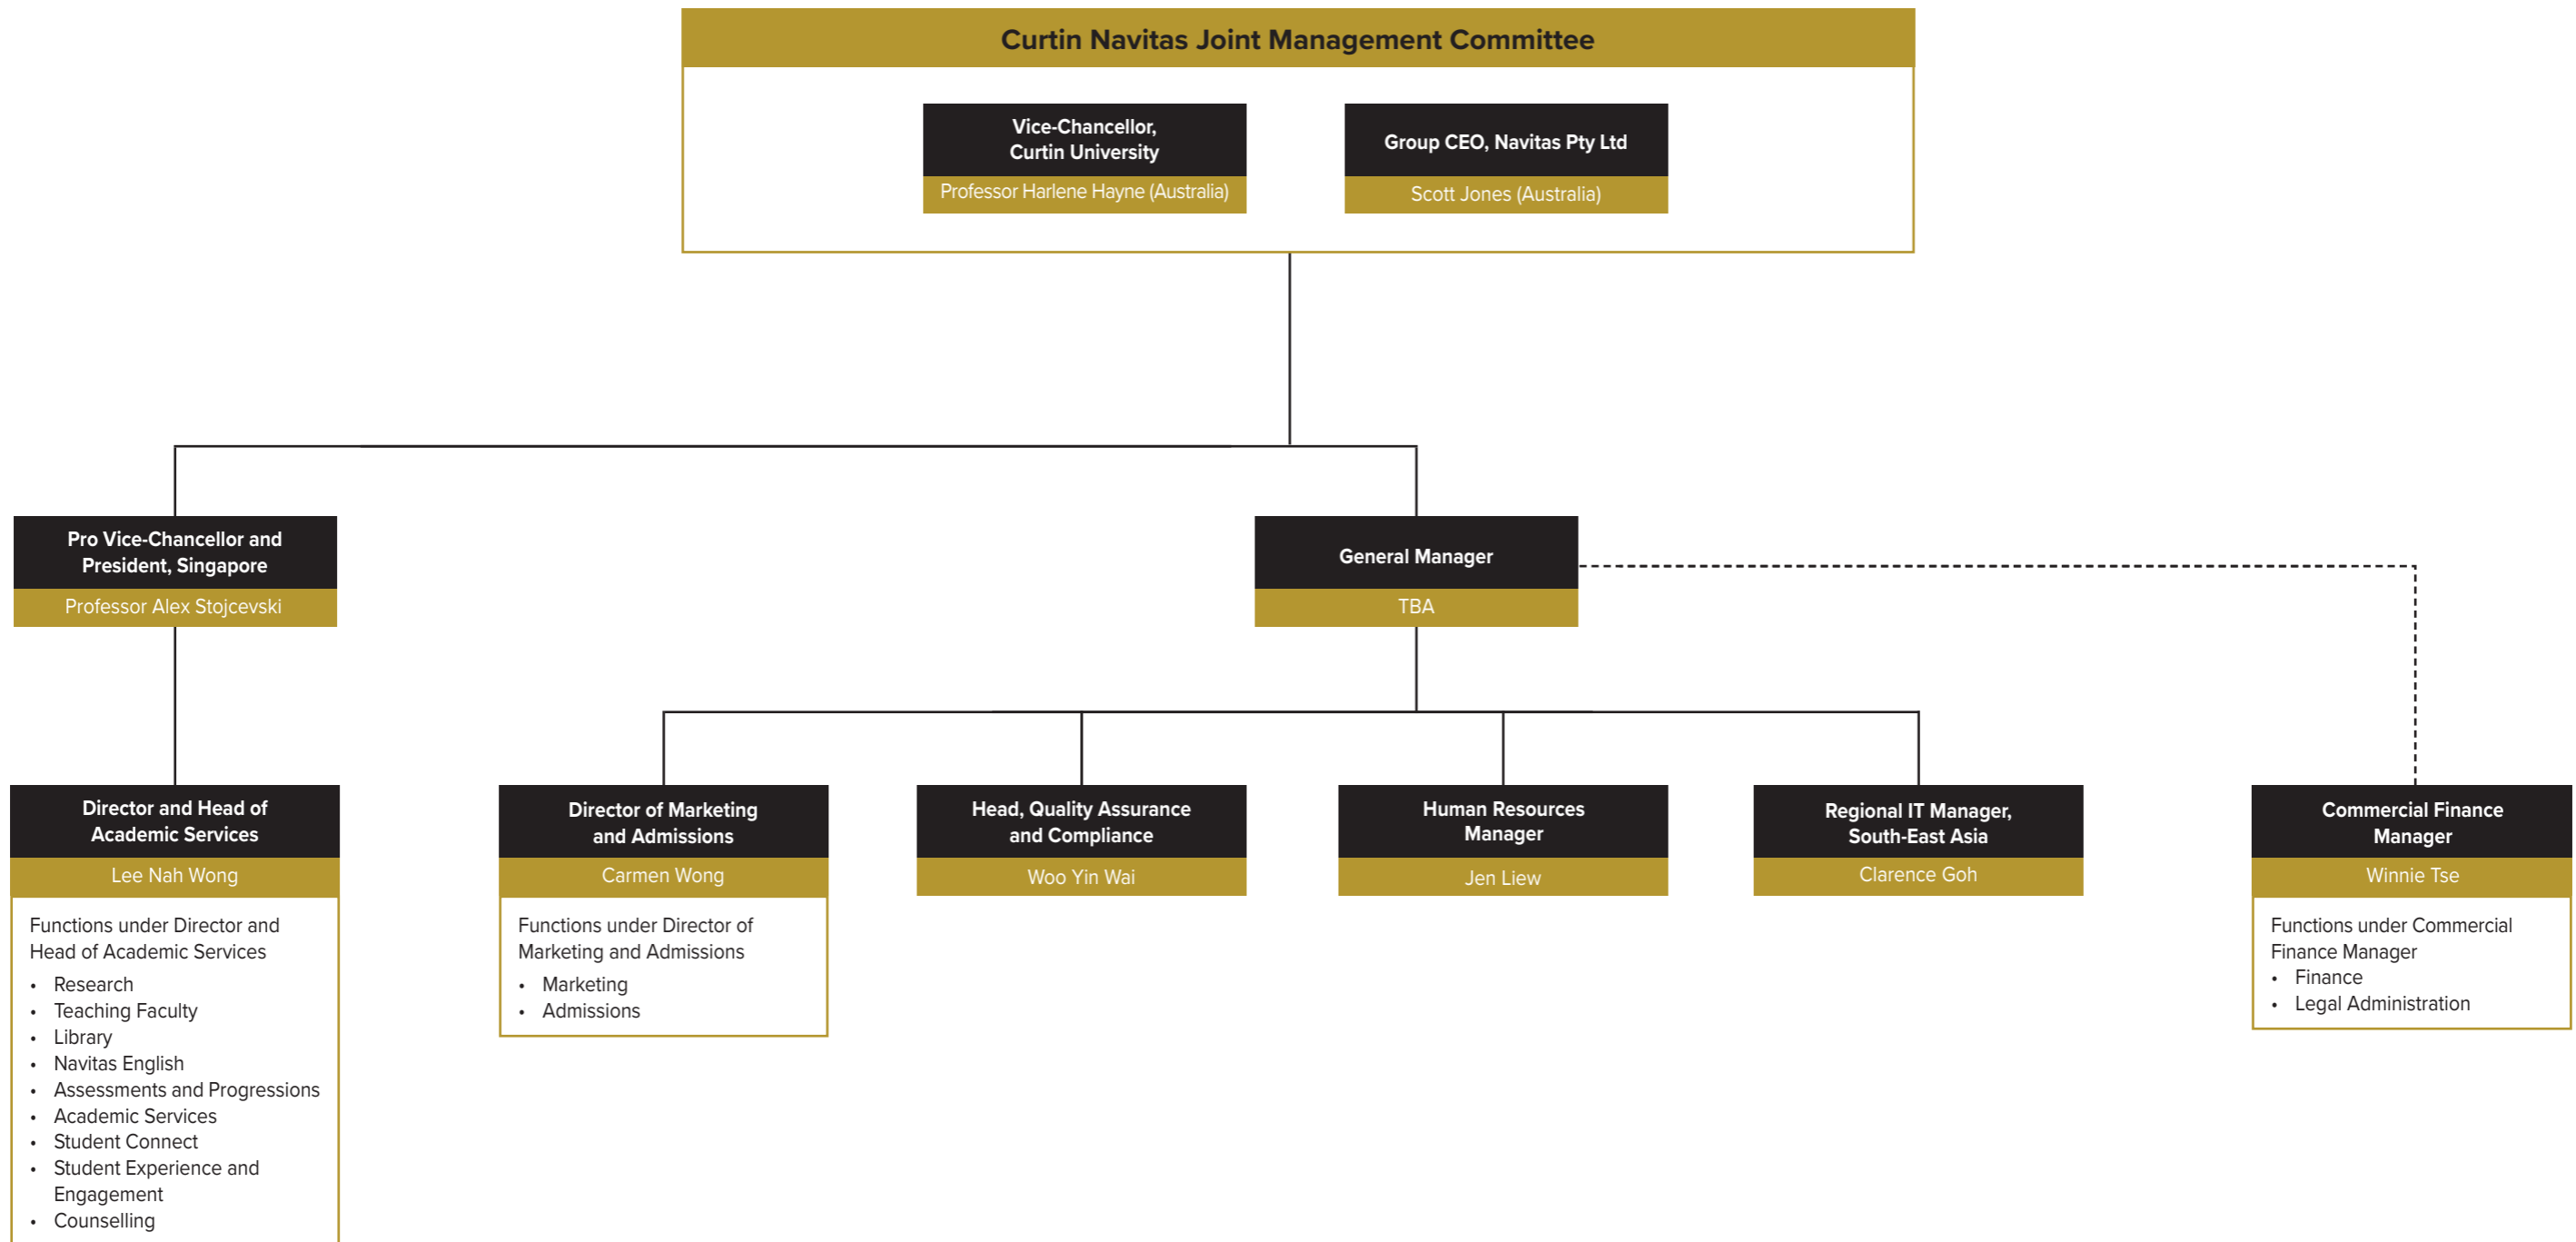 Curtin Navitas Joint Management Committee
Vice-Chancellor,
Curtin University
Professor Harlene Hayne (Australia)
Group CEO, Navitas Pty Ltd
Scott Jones (Australia)
Pro Vice-Chancellor and
President, Singapore
Professor Alex Stojcevski
General Manager
TBA
Director and Head of
Academic Services
Lee Nah Wong
Functions under Director and
Head of Academic Services
• Research
• Teaching Faculty
• Library
• Navitas English
• Assessments and Progressions
• Academic Services
• Student Connect
• Student Experience and
Engagement
• Counselling
Director of Marketing
and Admissions
Carmen Wong
Functions under Director of
Marketing and Admissions
• Marketing
• Admissions
Head, Quality Assurance
and Compliance
Woo Yin Wai
Human Resources
Manager
Jen Liew
Regional IT Manager,
South-East Asia
Clarence Goh
Commercial Finance
Manager
Winnie Tse
Functions under Commercial
Finance Manager
• Finance
• Legal Administration